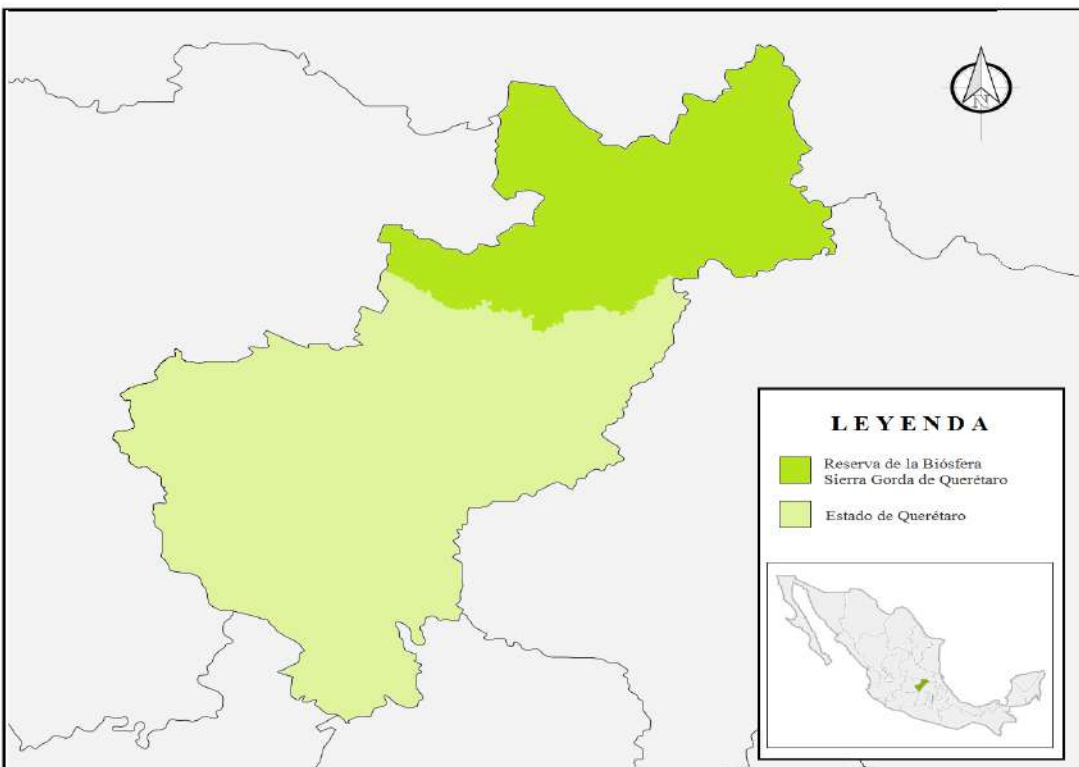 N
LEYENDA
Reserva de la Biósfera
Sierra Gorda de Querétaro
Estado de Querétaro